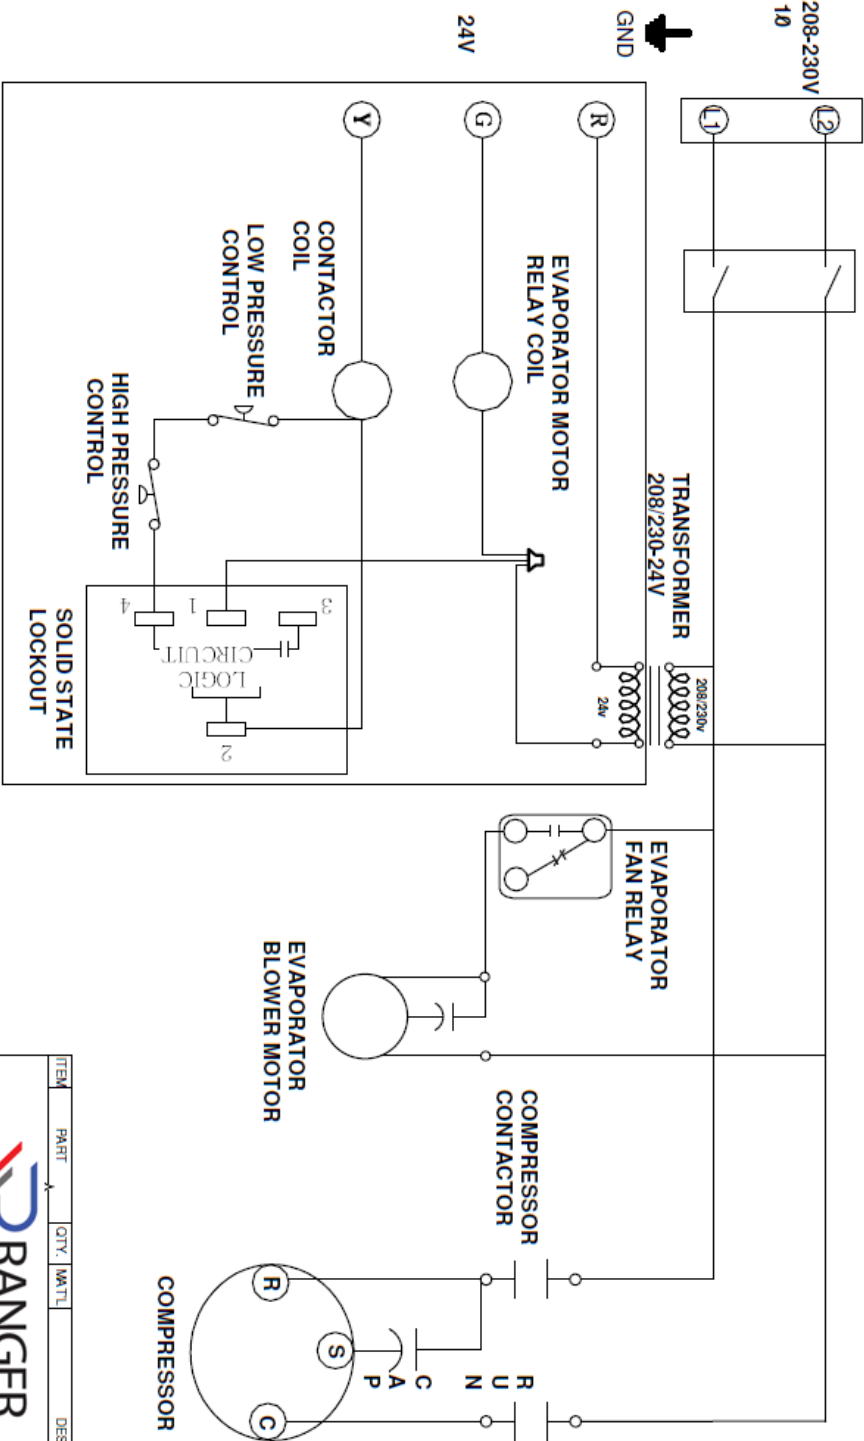 208-230V
1Ø
L1
L2
GND
24V
R
G
Y
TRANSFORMER
208/230-24V
208/230v
24v
EVAPORATOR MOTOR
RELAY COIL
CONTACTOR
COIL
LOW PRESSURE
CONTROL
HIGH PRESSURE
CONTROL
3
1
4
LOGIC
CIRCUIT
2
SOLID STATE
LOCKOUT
EVAPORATOR
FAN RELAY
EVAPORATOR
BLOWER MOTOR
COMPRESSOR
CONTACTOR
RUN
CAP
R
S
C
COMPRESSOR
ITEM PART QTY. MAT'L
RANGER